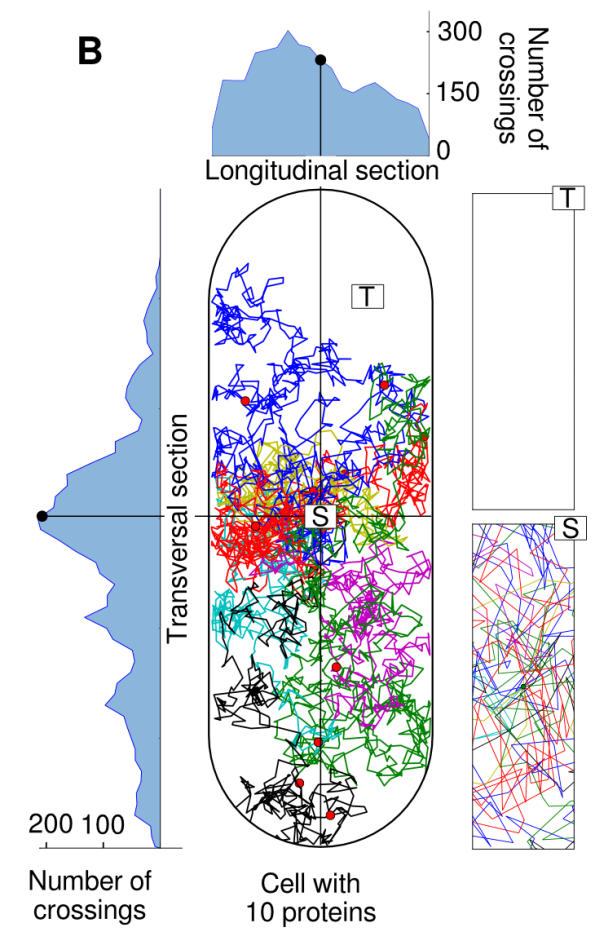 B
300
150
0
Number of
crossings
Longitudinal section
T
T
Transversal section
S
S
200 100
Number of
crossings
Cell with
10 proteins